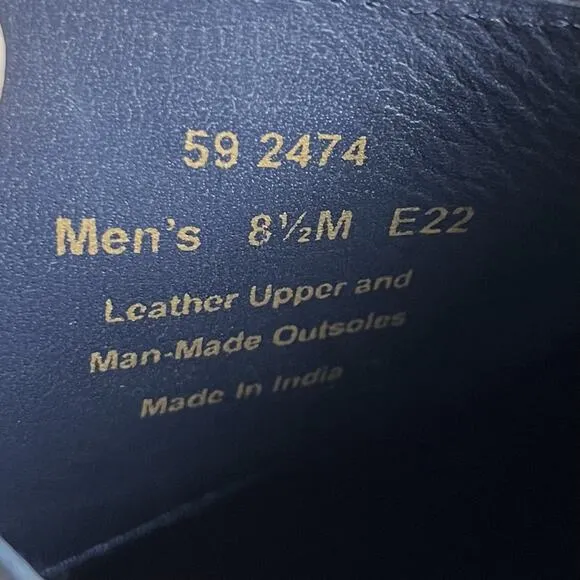 59 2474
Men's 8½M E22
Leather Upper and
Man-Made Outsoles
Made In India